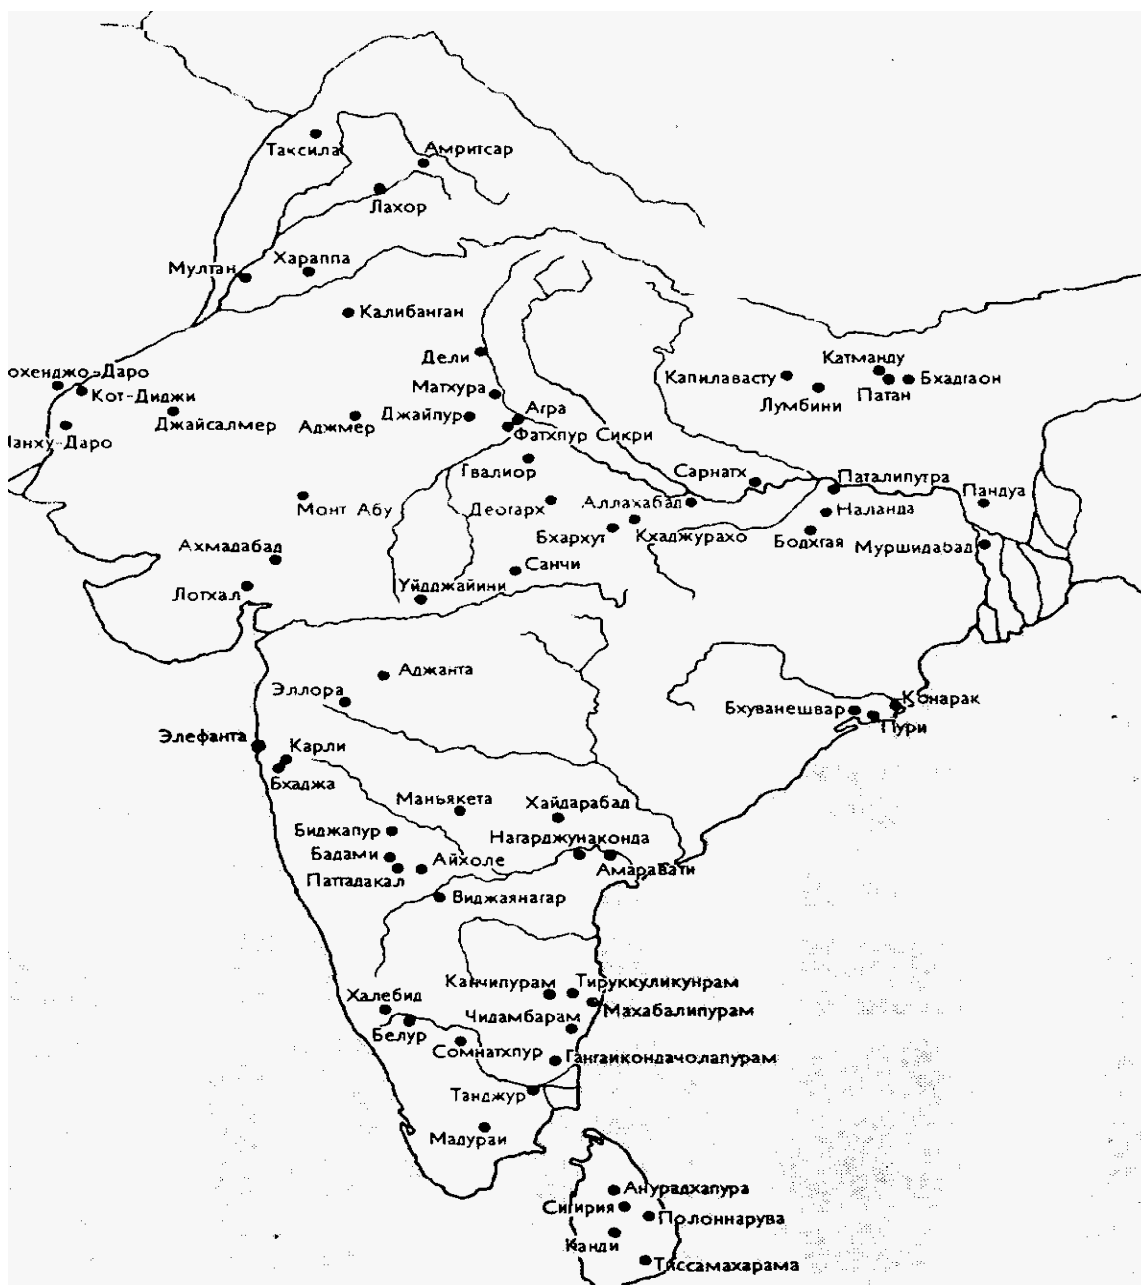 Таксила
Амритсар
Лахор
Мултан
Хараппа
Калибанган
Дели
Катманду
охенджо-Даро
Кот-Диджи
Матхура
Капилавасту
Бхадгаон
Лумбини
Патан
Джайсалмер
Аджмер
Джайпур
Агра
Фатхпур Сикри
анху-Даро
Гвалиор
Сарнатх
Паталипутра
Пандуа
Монт Абу
Деогарх
Аллахабад
Наланда
Бхархут
Кхаджурахо
Бодхгая
Муршидабад
Ахмадабад
Санчи
Лотхал
Уйдджайини
Аджанта
Эллора
Бхуванешвар
Конарак
Пури
Элефанта
Карли
Бхаджа
Маньякета
Хайдарабад
Биджапур
Нагарджунаконда
Бадами
Айхоле
Амаравати
Паттадакал
Виджаянагар
Канчипурам
Тируккуликунрам
Халебид
Махабалипурам
Чидамбарам
Белур
Сомнатхпур
Гангаикондачолапурам
Танджур
Мадураи
Анурадхапура
Сигирия
Полоннарува
Канди
Тиссамахарама